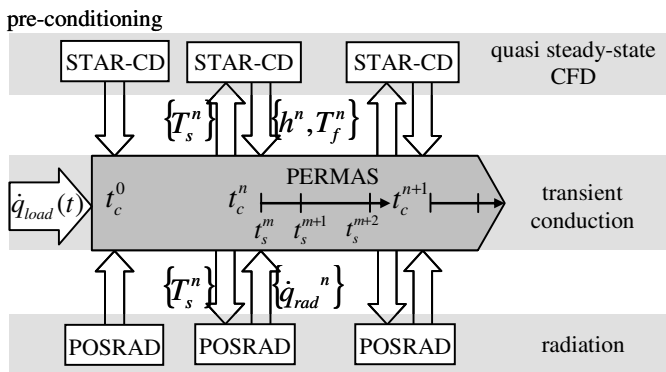 pre-conditioning
STAR-CD STAR-CD STAR-CD
quasi steady-state
CFD
{T_s^n} {h^n, T_f^n}
PERMAS
q̇_load(t) t_c^0 t_c^n t_c^{n+1}
t_s^m t_s^{m+1} t_s^{m+2}
transient
conduction
{T_s^n} {q̇_rad^n}
POSRAD POSRAD POSRAD
radiation